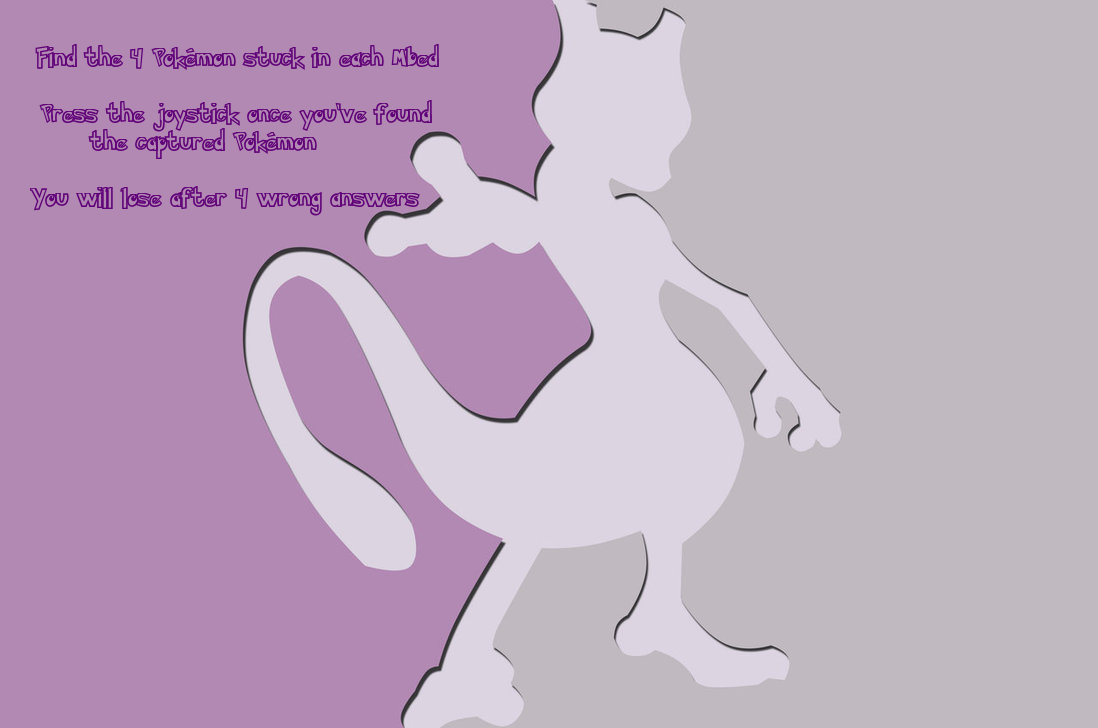 Find the 4 Pokémon stuck in each Mbed
Press the joystick once you've found
the captured Pokémon
You will lose after 4 wrong answers